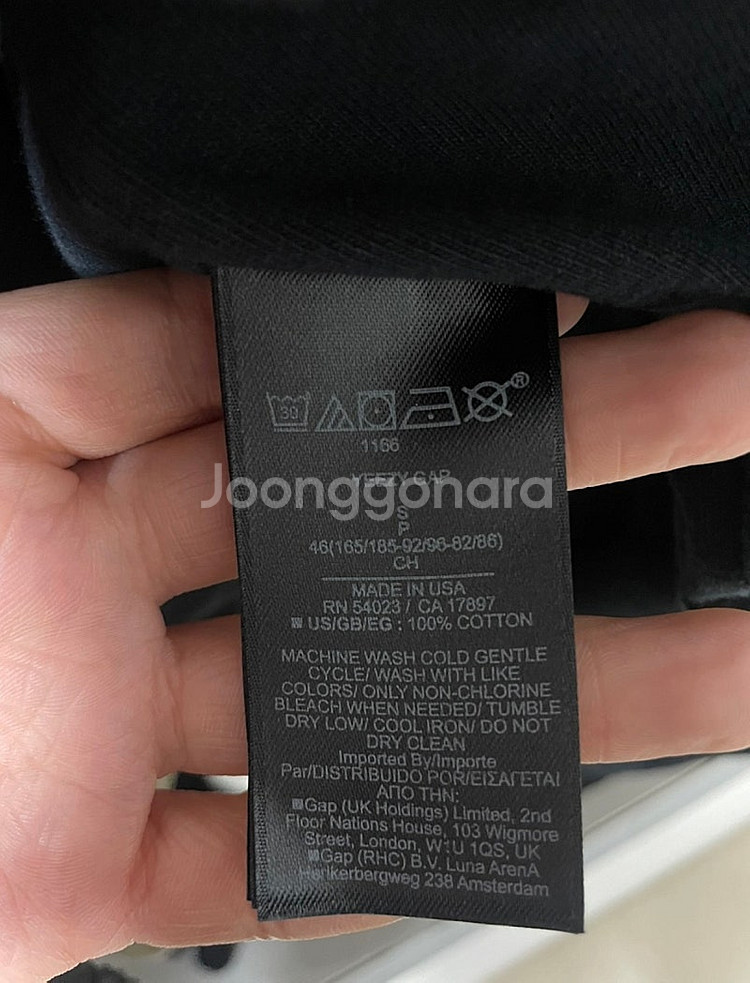 30
®
1166
YEEZY GAP
Joonggonara
S
P
46(165/185-92/96-82/86)
CH
MADE IN USA
RN 54023 / CA 17897
US/GB/EG : 100% COTTON
MACHINE WASH COLD GENTLE
CYCLE/ WASH WITH LIKE
COLORS/ ONLY NON-CHLORINE
BLEACH WHEN NEEDED/ TUMBLE
DRY LOW/ COOL IRON/ DO NOT
DRY CLEAN
Imported By/Importe
Par/DISTRIBUIDO POR/ΕΙΣΑΓΕΤΑΙ
ΑΠΟ ΤΗΝ:
Gap (UK Holdings) Limited, 2nd
Floor Nations House, 103 Wigmore
Street, London, W1U 1QS, UK
Gap (RHC) B.V. Luna ArenA
Herikerbergweg 238 Amsterdam